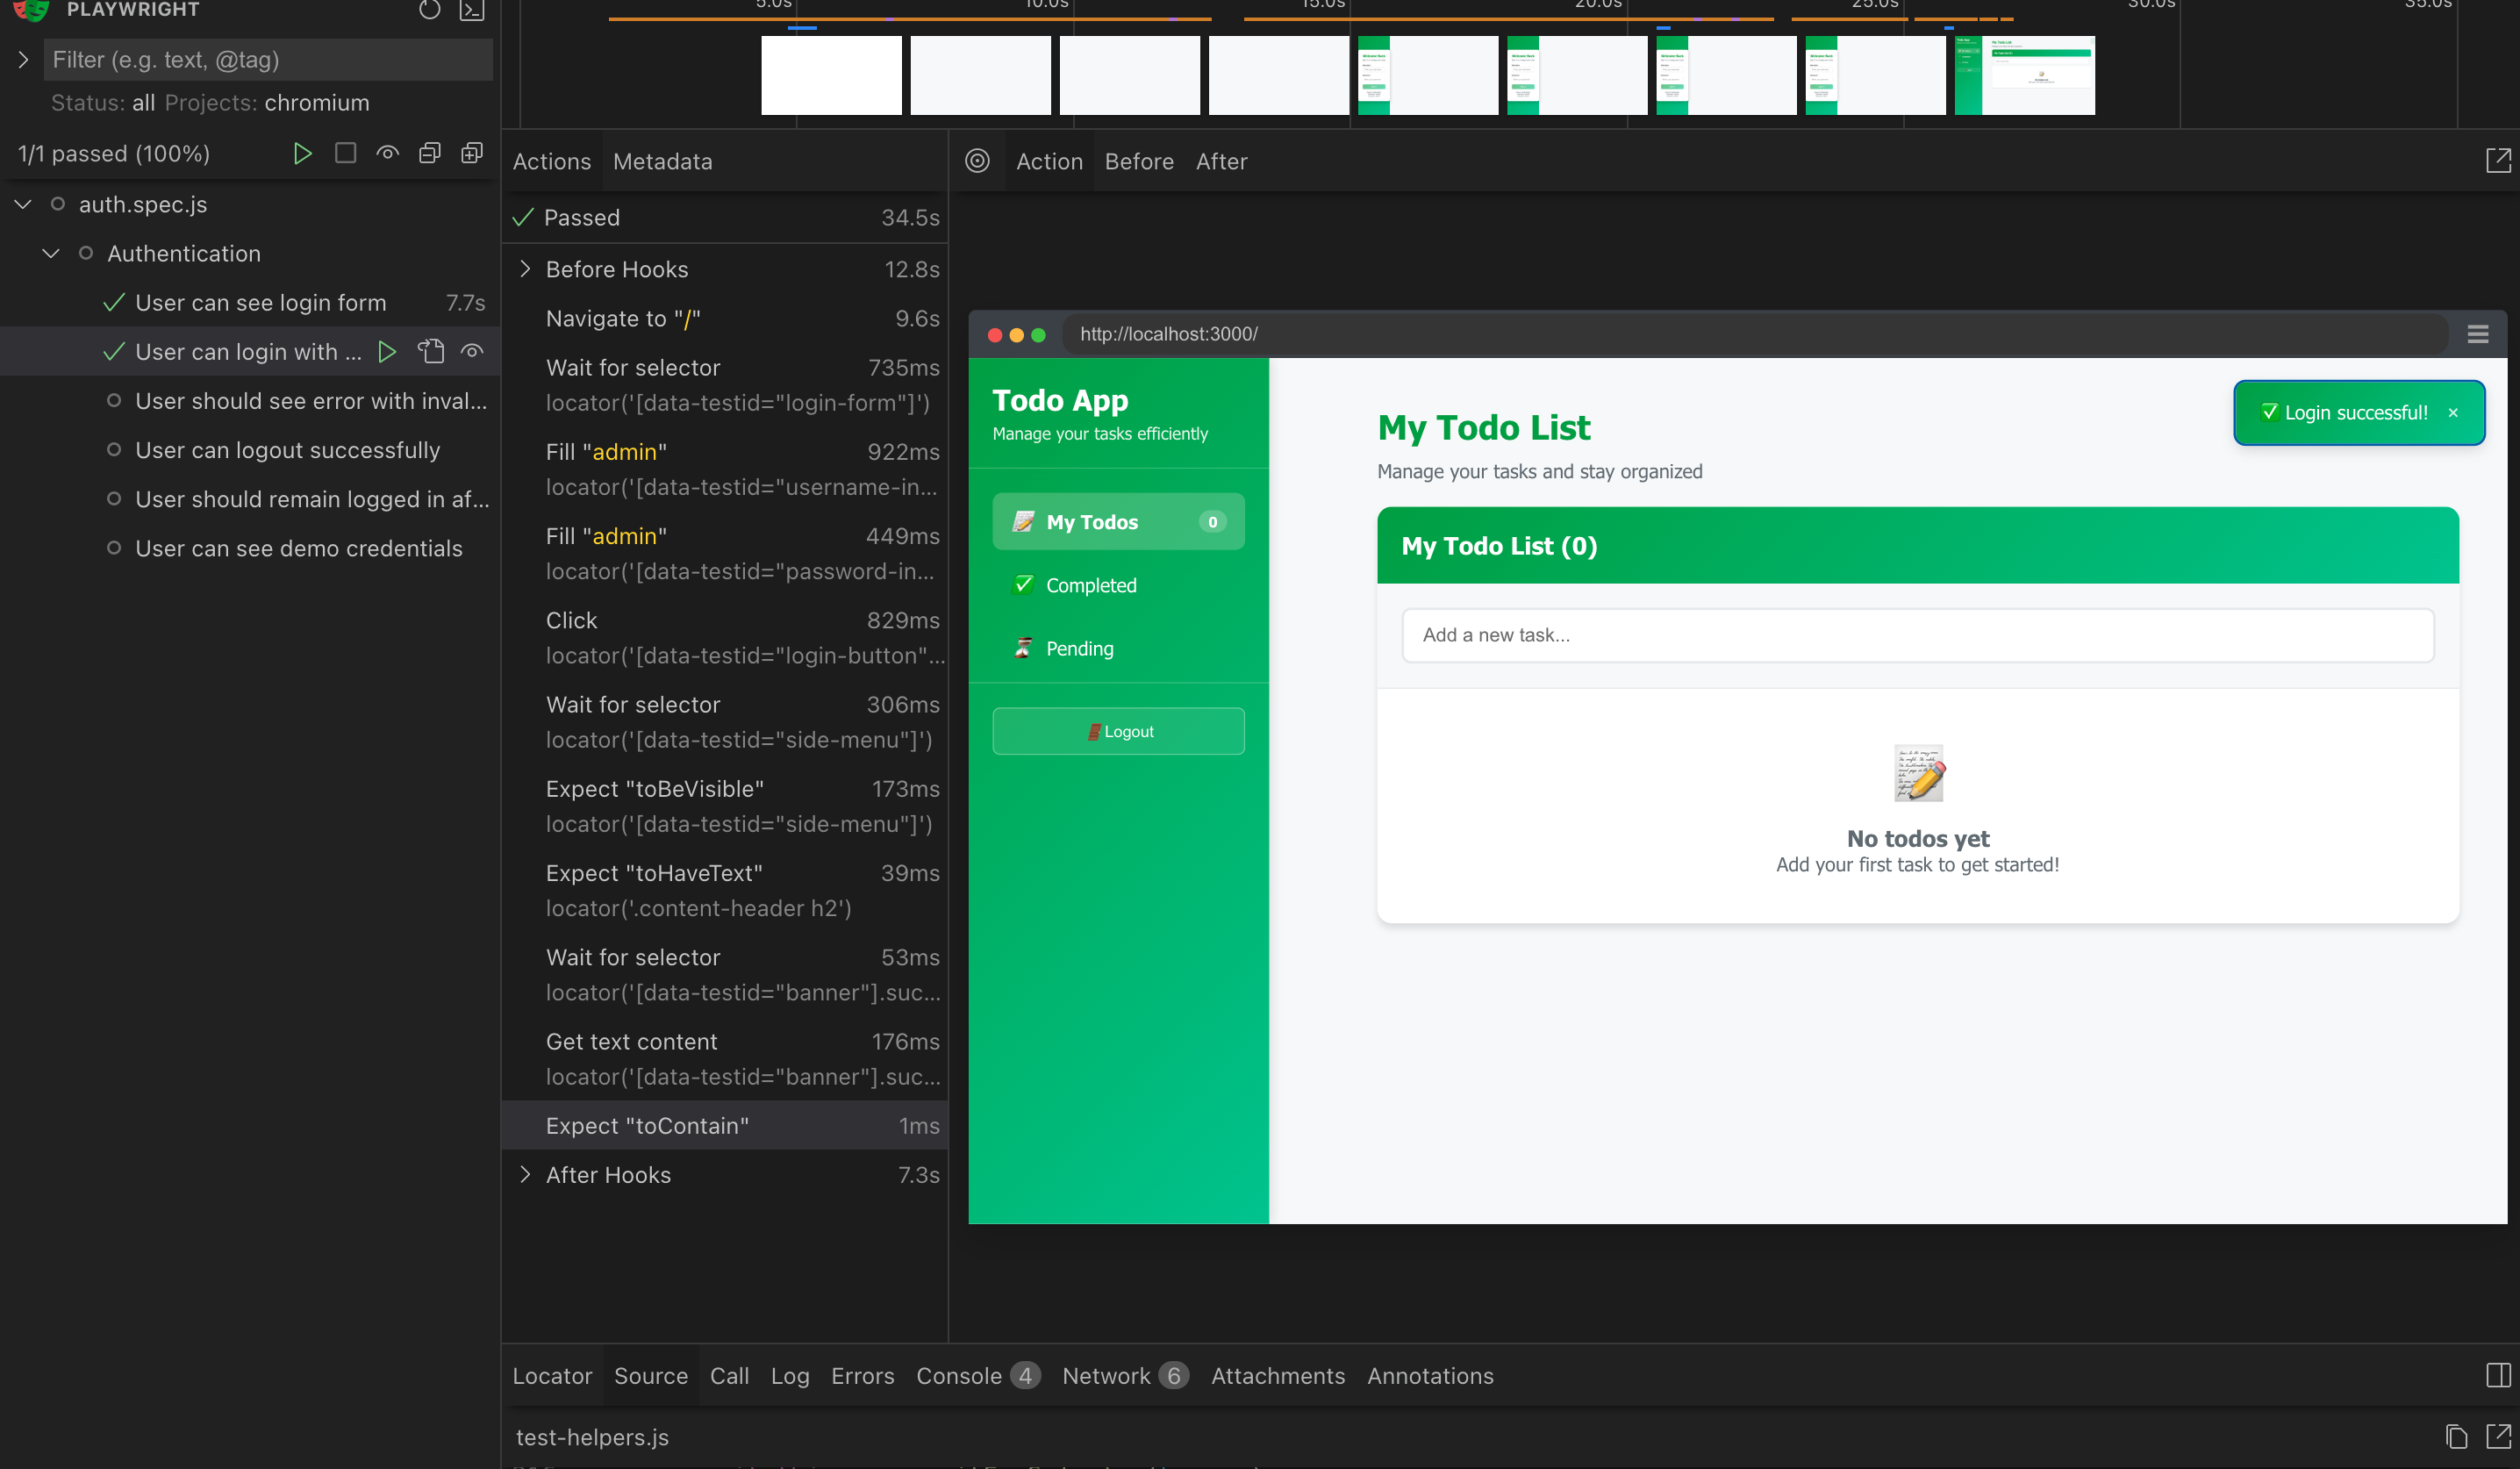 PLAYWRIGHT
Filter (e.g. text, @tag)
Status: all Projects: chromium
1/1 passed (100%)
auth.spec.js
Authentication
User can see login form 7.7s
User can login with ...
User should see error with inval...
User can logout successfully
User should remain logged in af...
User can see demo credentials
5.0s 10.0s 15.0s 20.0s 25.0s 30.0s 35.0s
Actions Metadata
Passed 34.5s
Before Hooks 12.8s
Navigate to "/" 9.6s
Wait for selector 735ms
locator('[data-testid="login-form"]')
Fill "admin" 922ms
locator('[data-testid="username-in...
Fill "admin" 449ms
locator('[data-testid="password-in...
Click 829ms
locator('[data-testid="login-button"...
Wait for selector 306ms
locator('[data-testid="side-menu"]')
Expect "toBeVisible" 173ms
locator('[data-testid="side-menu"]')
Expect "toHaveText" 39ms
locator('.content-header h2')
Wait for selector 53ms
locator('[data-testid="banner"].suc...
Get text content 176ms
locator('[data-testid="banner"].suc...
Expect "toContain" 1ms
After Hooks 7.3s
Action Before After
http://localhost:3000/
Todo App
Manage your tasks efficiently
My Todos 0
Completed
Pending
Logout
My Todo List
Manage your tasks and stay organized
✅ Login successful! ×
My Todo List (0)
Add a new task...
No todos yet
Add your first task to get started!
Locator Source Call Log Errors Console 4 Network 6 Attachments Annotations
test-helpers.js